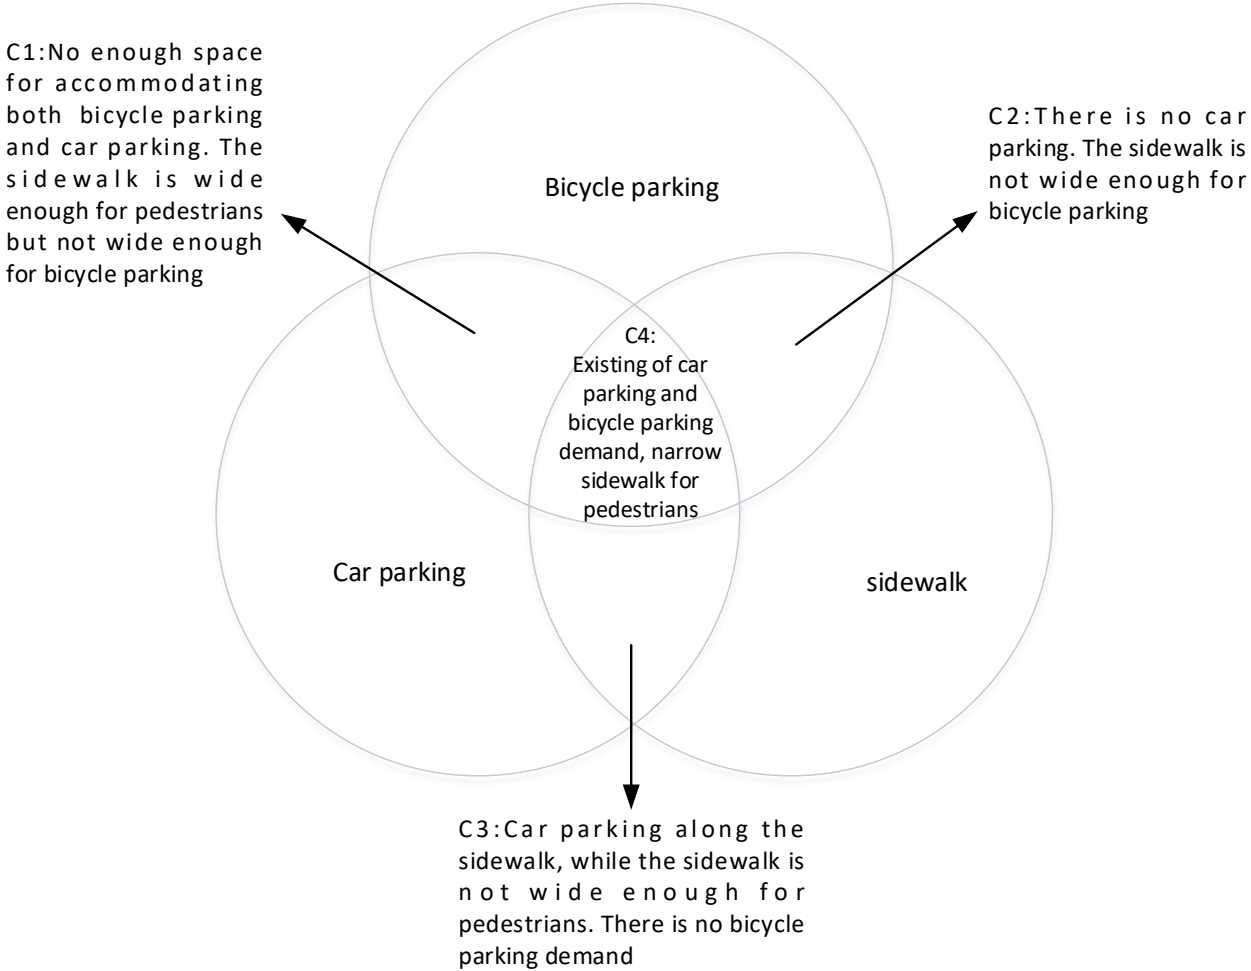 C1:No enough space
for accommodating
both bicycle parking
and car parking. The
sidewalk is wide
enough for pedestrians
but not wide enough
for bicycle parking
C2:There is no car
parking. The sidewalk is
not wide enough for
bicycle parking
Bicycle parking
C4:
Existing of car
parking and
bicycle parking
demand, narrow
sidewalk for
pedestrians
Car parking
sidewalk
C3:Car parking along the
sidewalk, while the sidewalk is
not wide enough for
pedestrians. There is no bicycle
parking demand